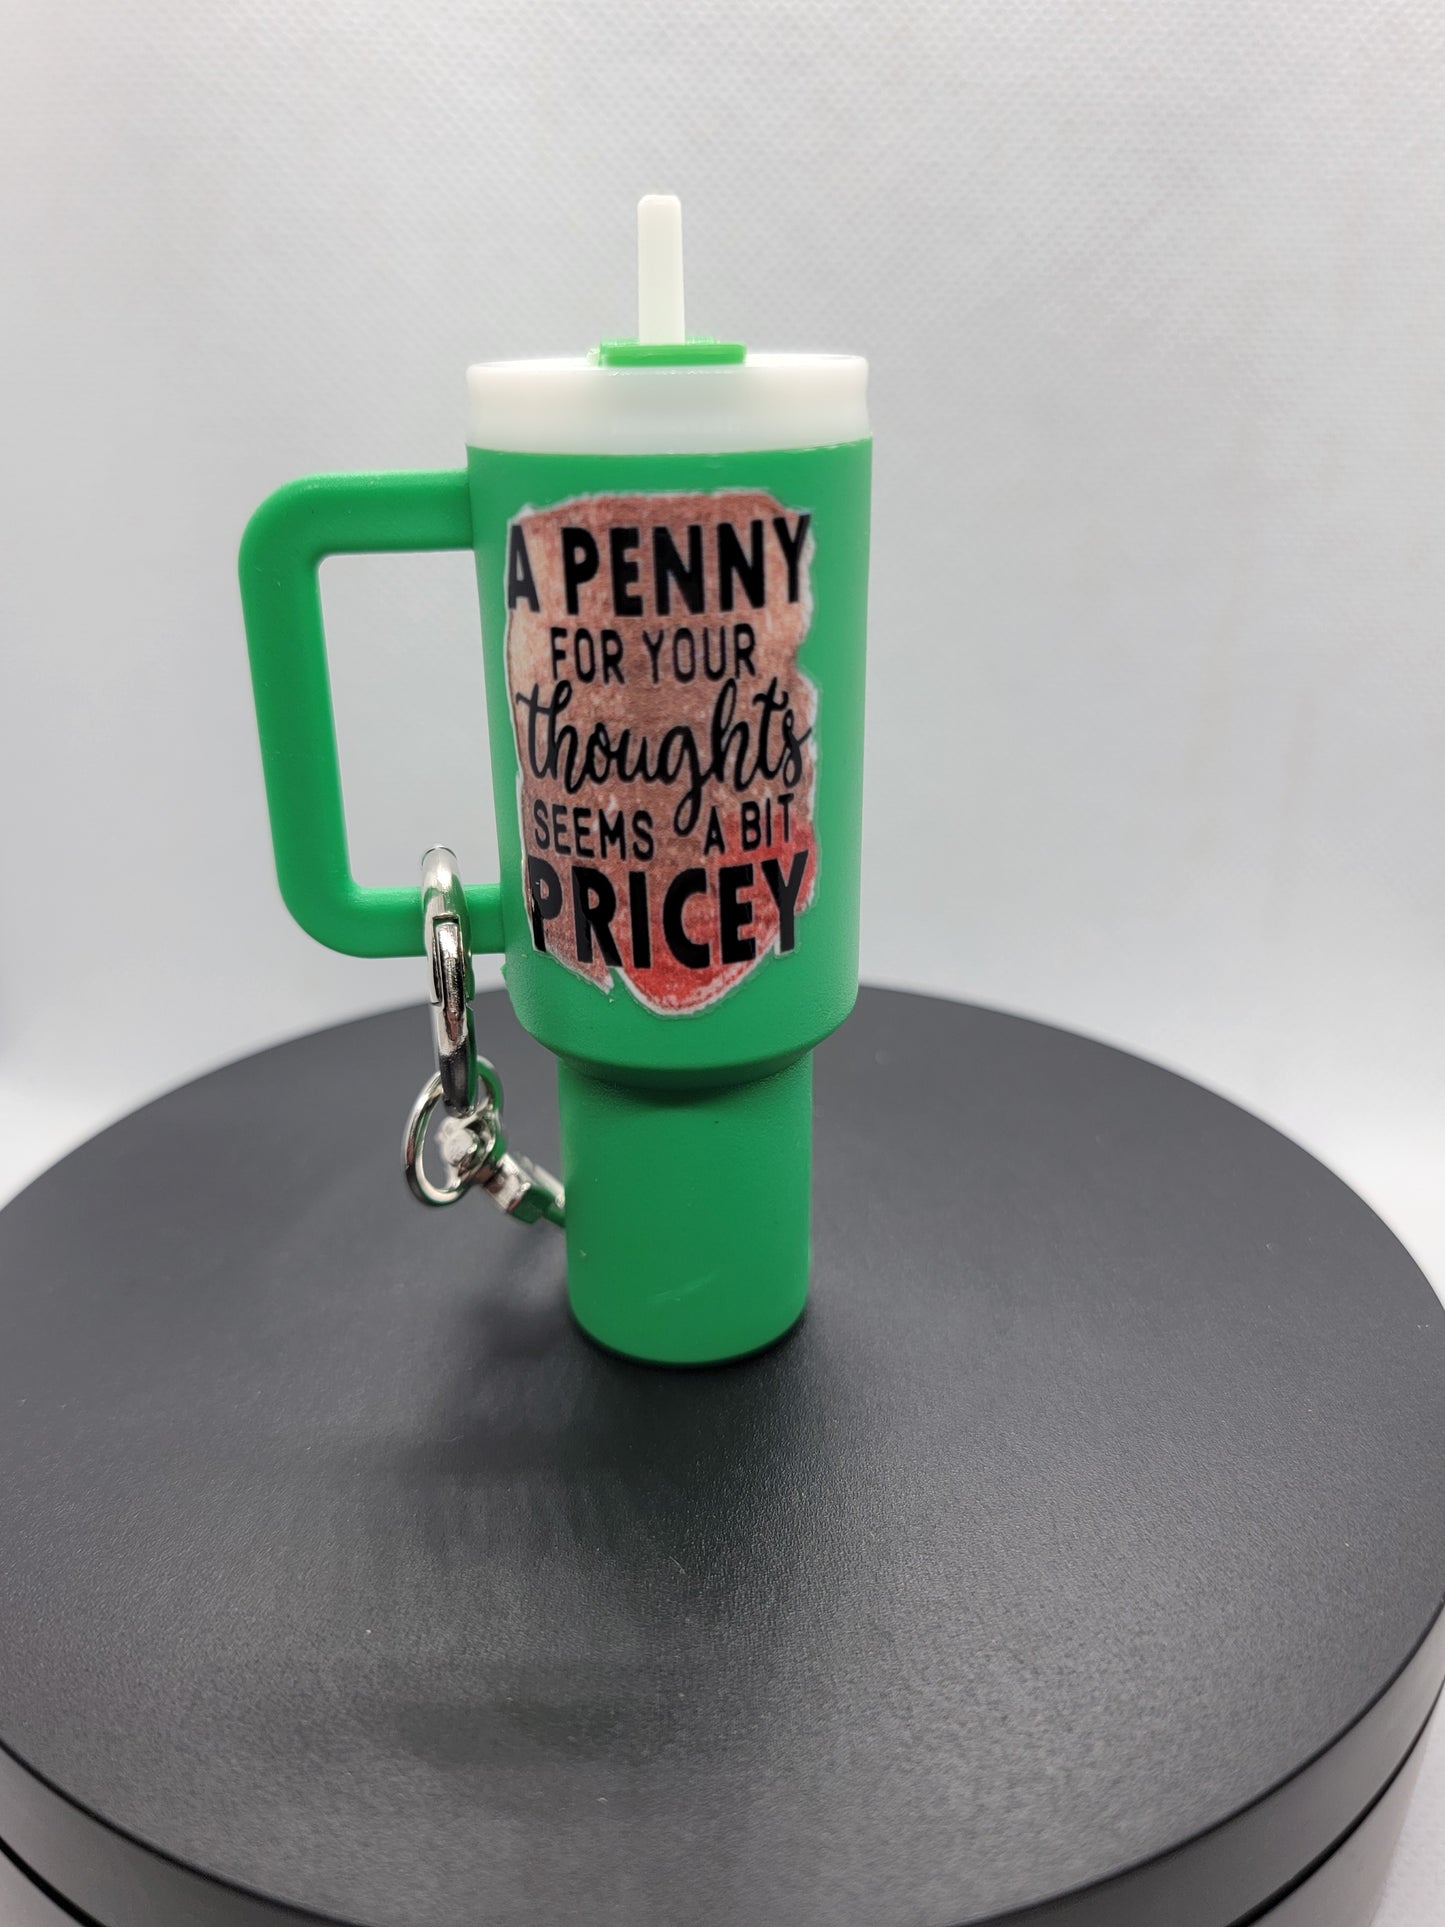 A PENNY
FOR YOUR
thoughts
SEEMS A BIT
PRICEY